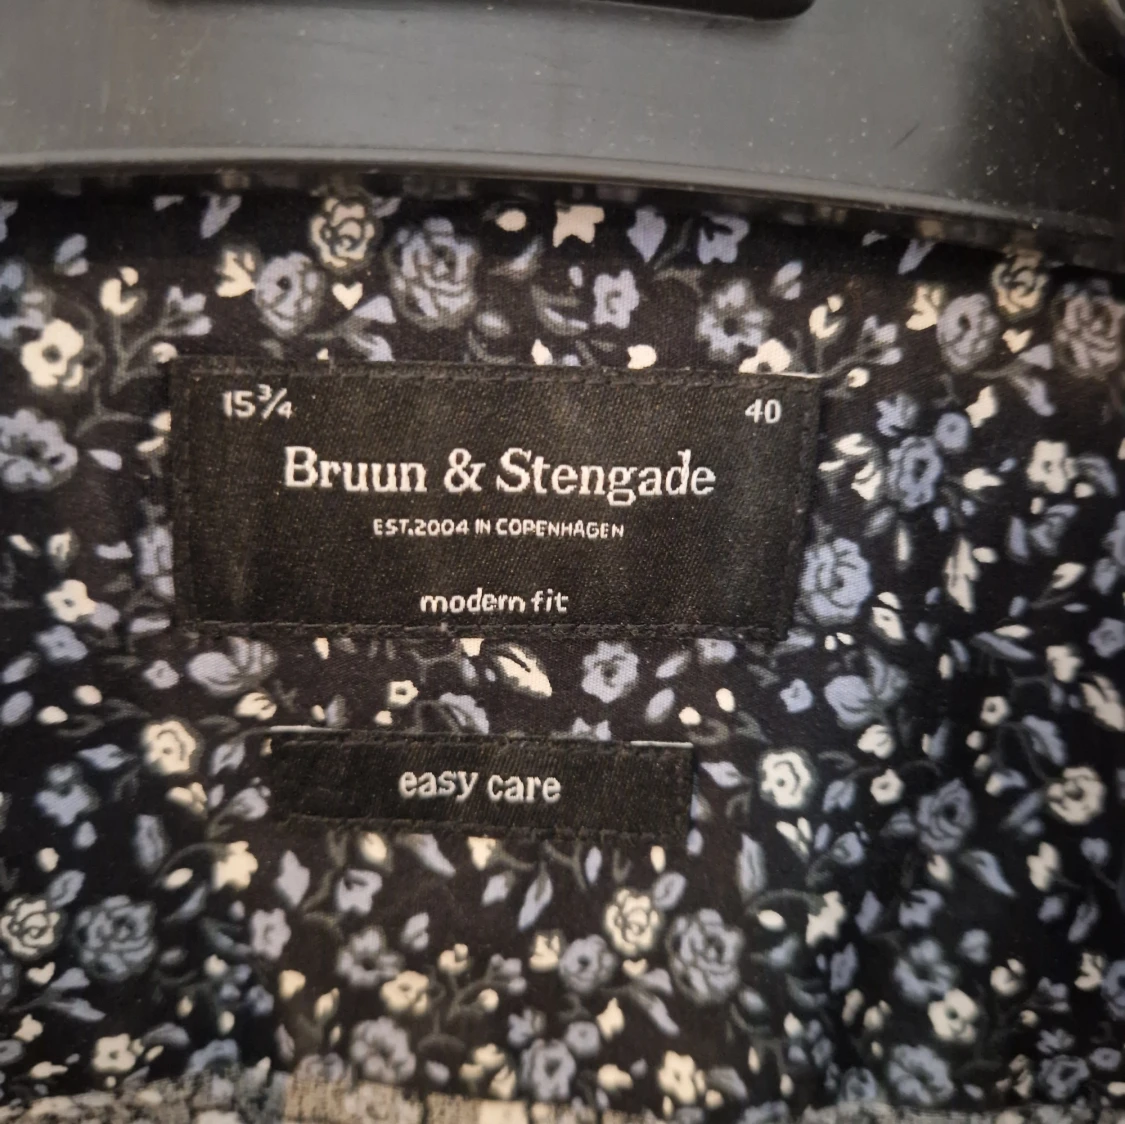 15¾ 40
Bruun & Stengade
EST.2004 IN COPENHAGEN
modern fit
easy care